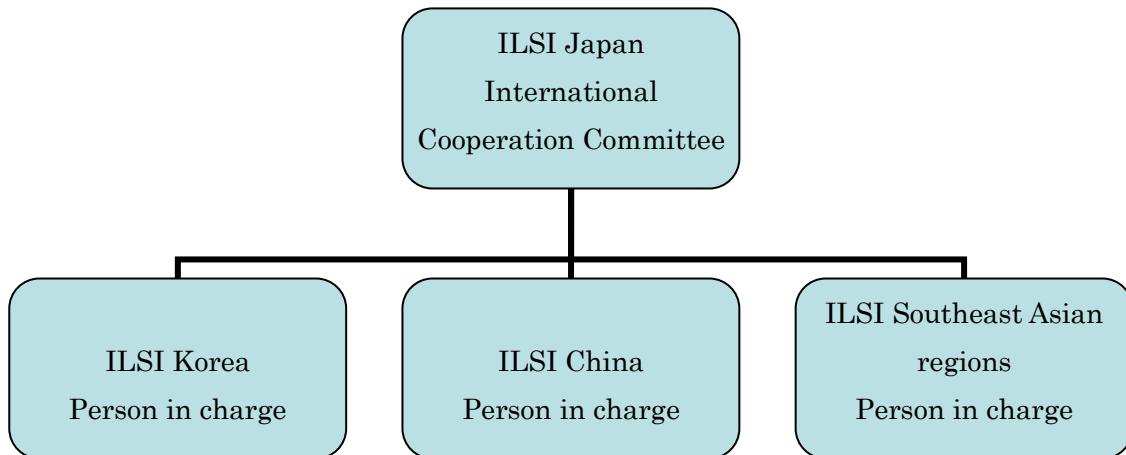 ILSI Japan
International
Cooperation Committee
ILSI Korea
Person in charge
ILSI China
Person in charge
ILSI Southeast Asian
regions
Person in charge